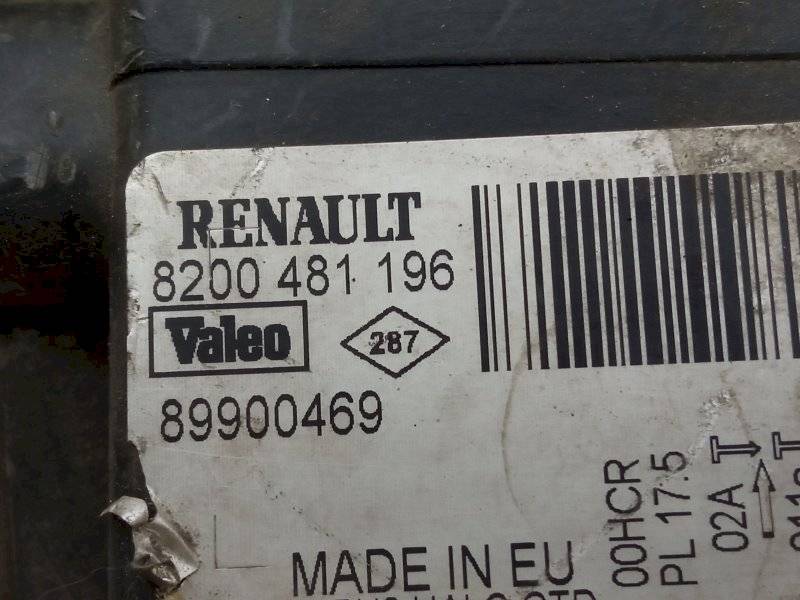 RENAULT
8200 481 196
Valeo
287
89900469
MADE IN EU
00HCR
PL 17.5
02A